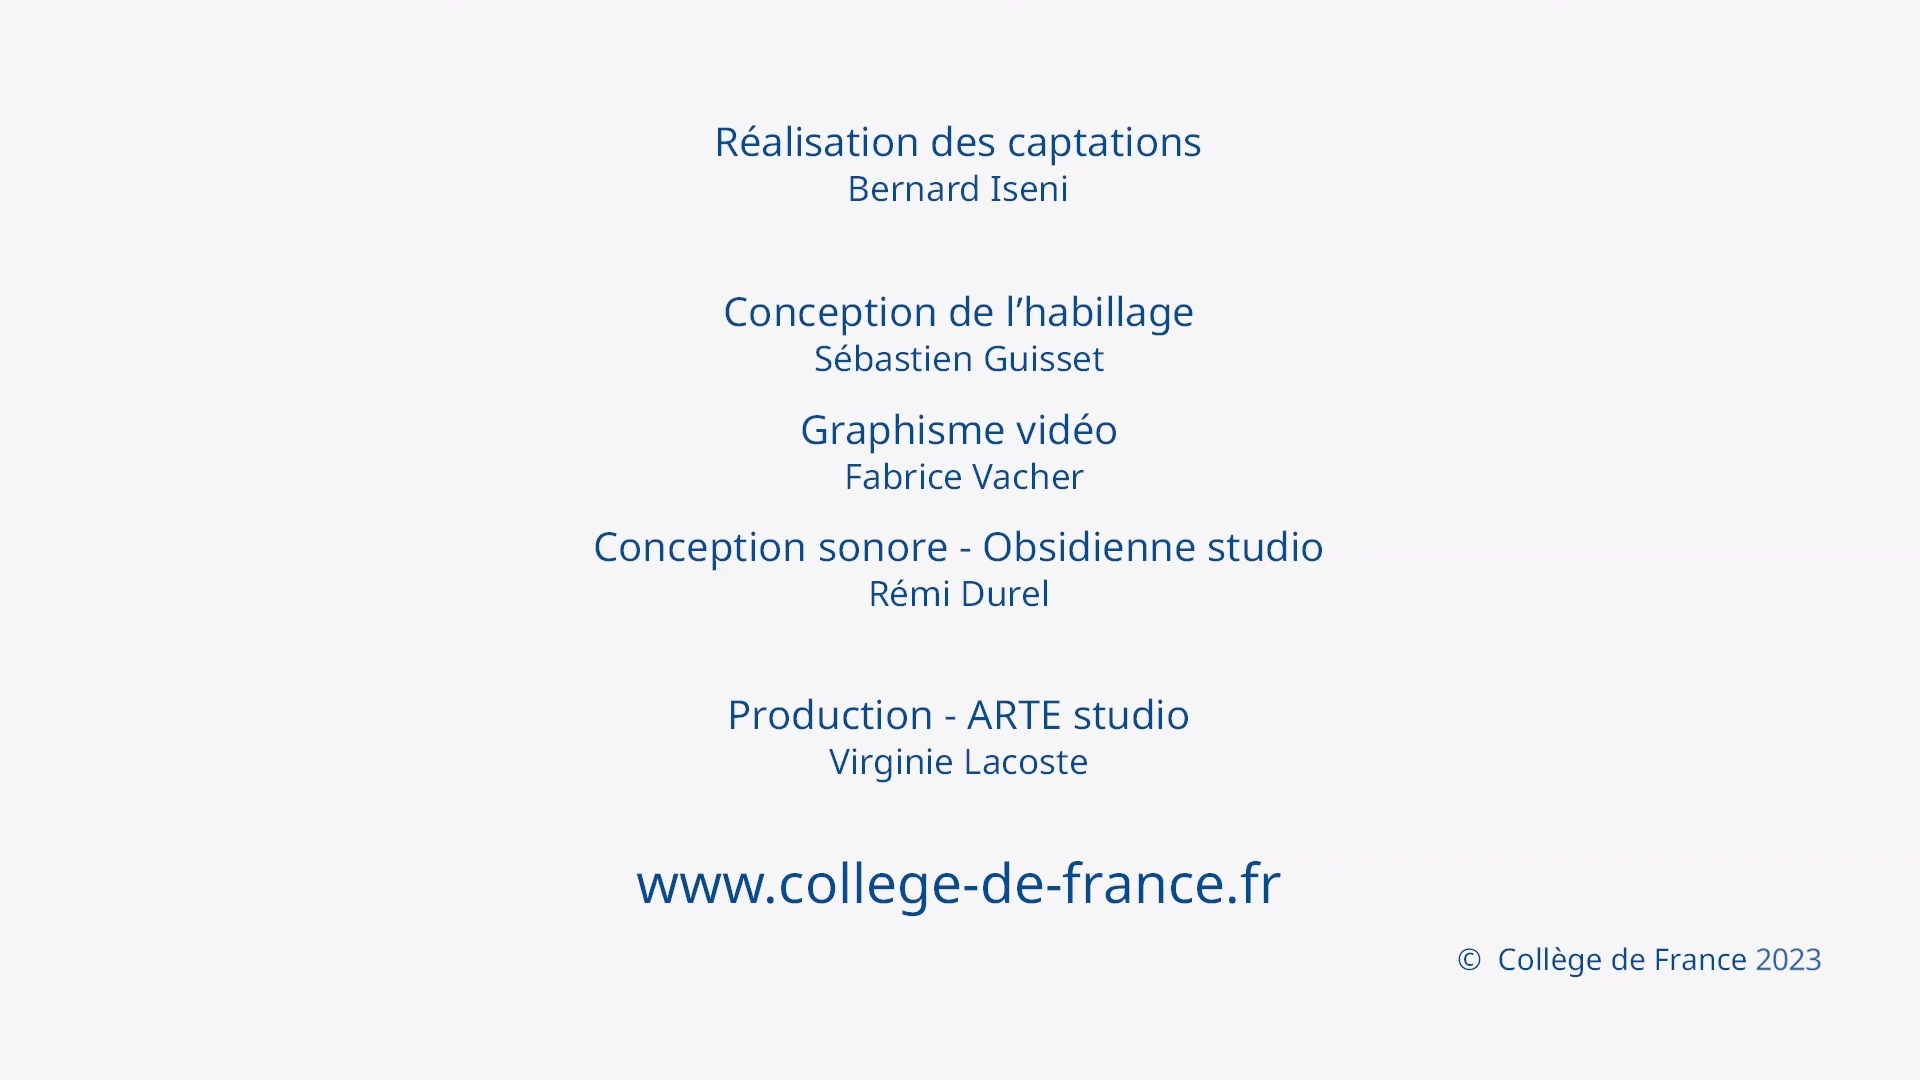 Réalisation des captations
Bernard Iseni
Conception de l’habillage
Sébastien Guisset
Graphisme vidéo
Fabrice Vacher
Conception sonore - Obsidienne studio
Rémi Durel
Production - ARTE studio
Virginie Lacoste
www.college-de-france.fr
© Collège de France 2023